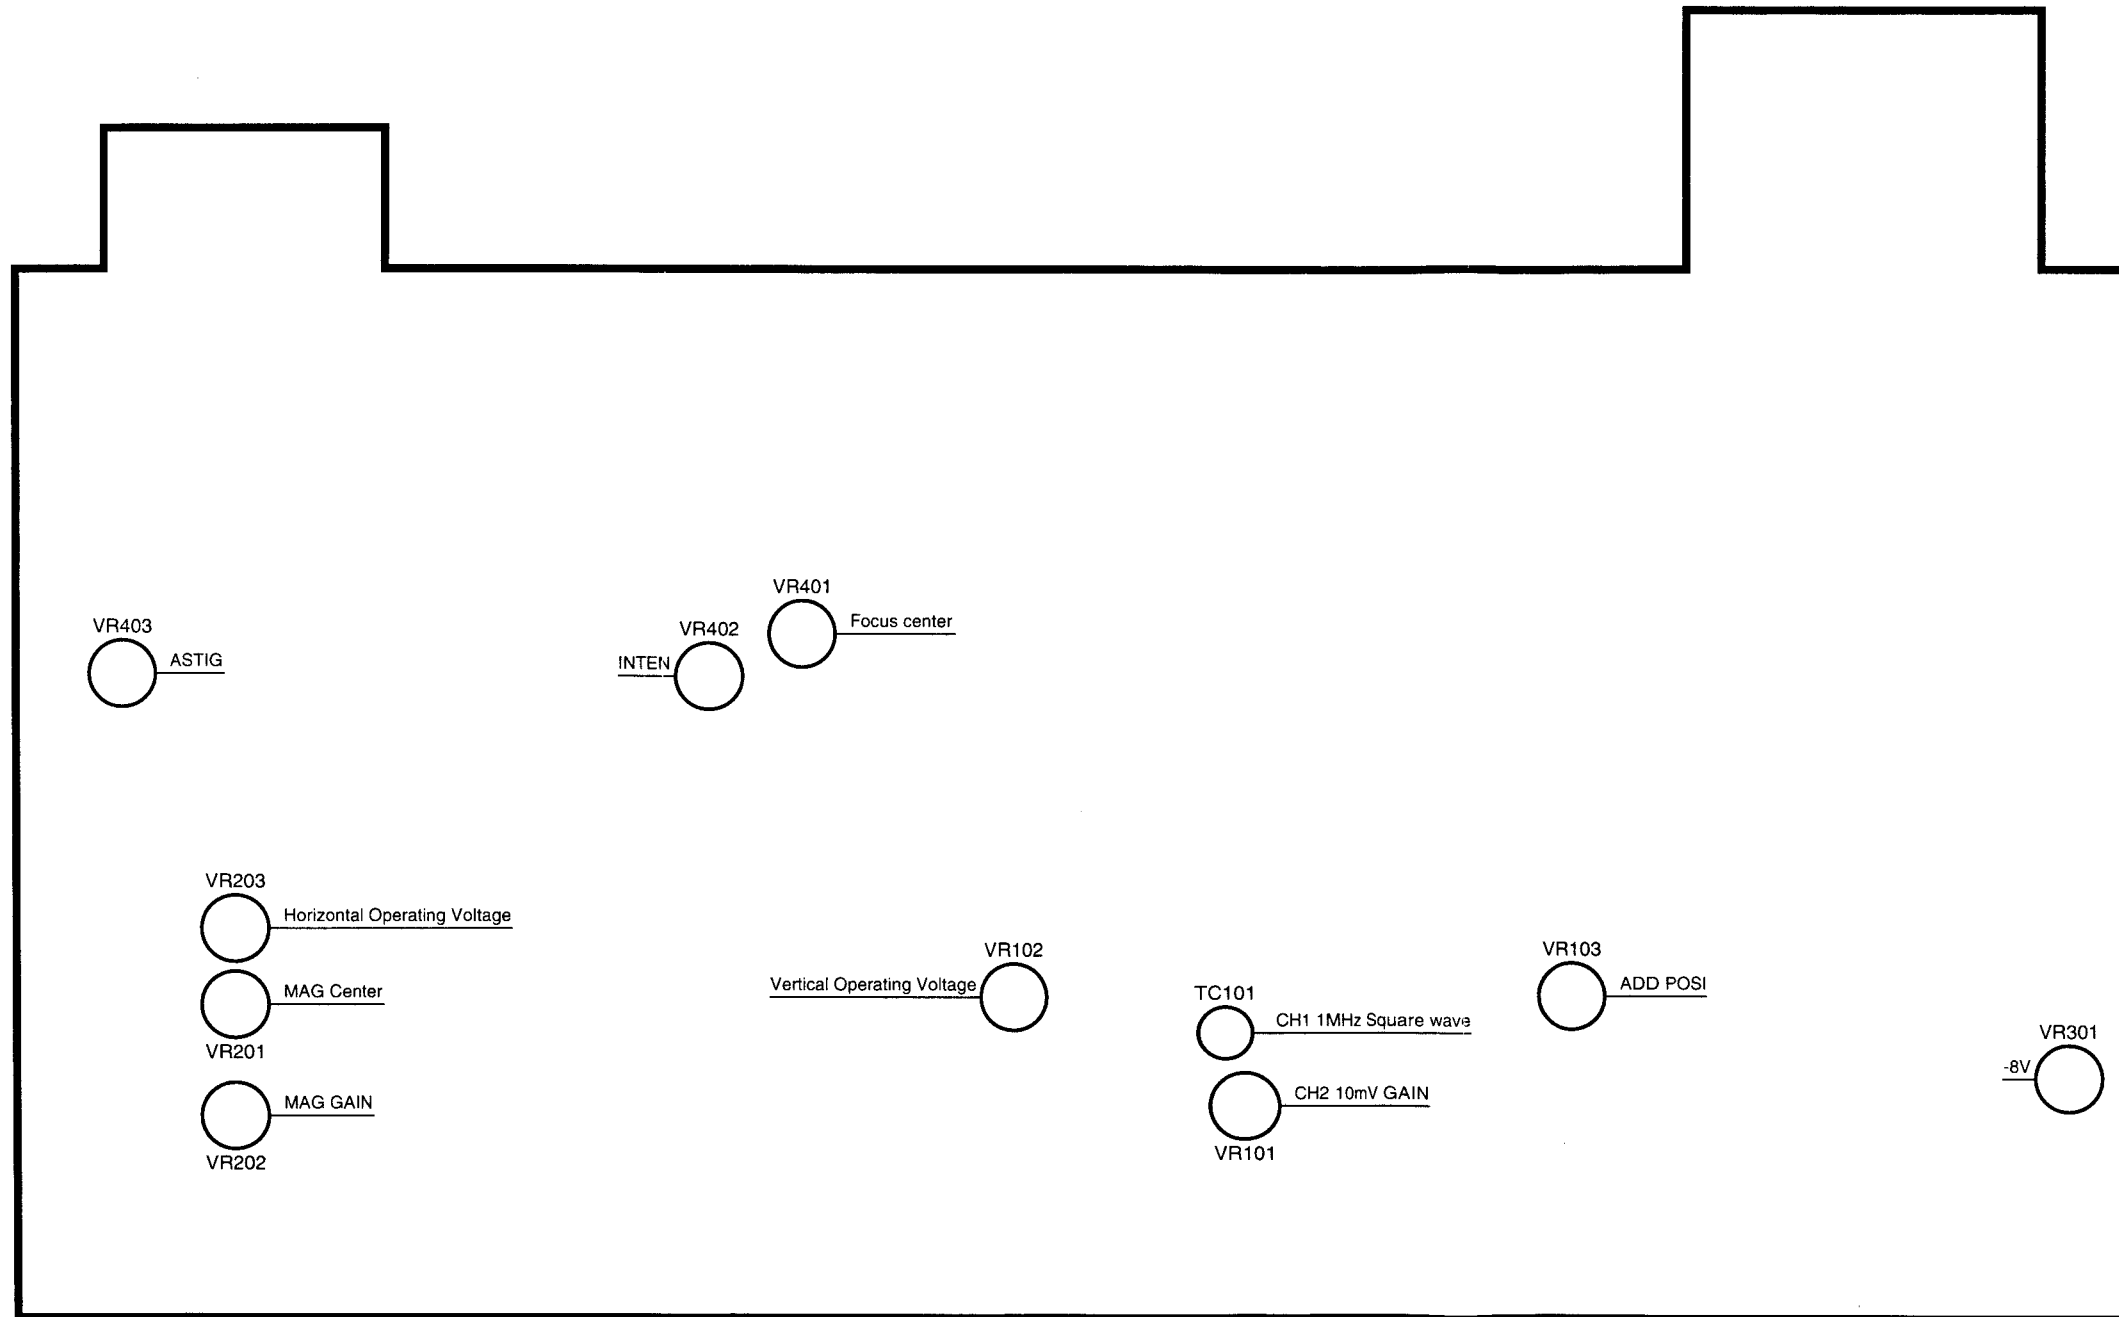 VR401
Focus center
VR403
ASTIG
VR402
INTEN
VR203
Horizontal Operating Voltage
MAG Center
VR201
MAG GAIN
VR202
VR102
Vertical Operating Voltage
TC101
CH1 1MHz Square wave
CH2 10mV GAIN
VR101
VR103
ADD POSI
VR301
-8V